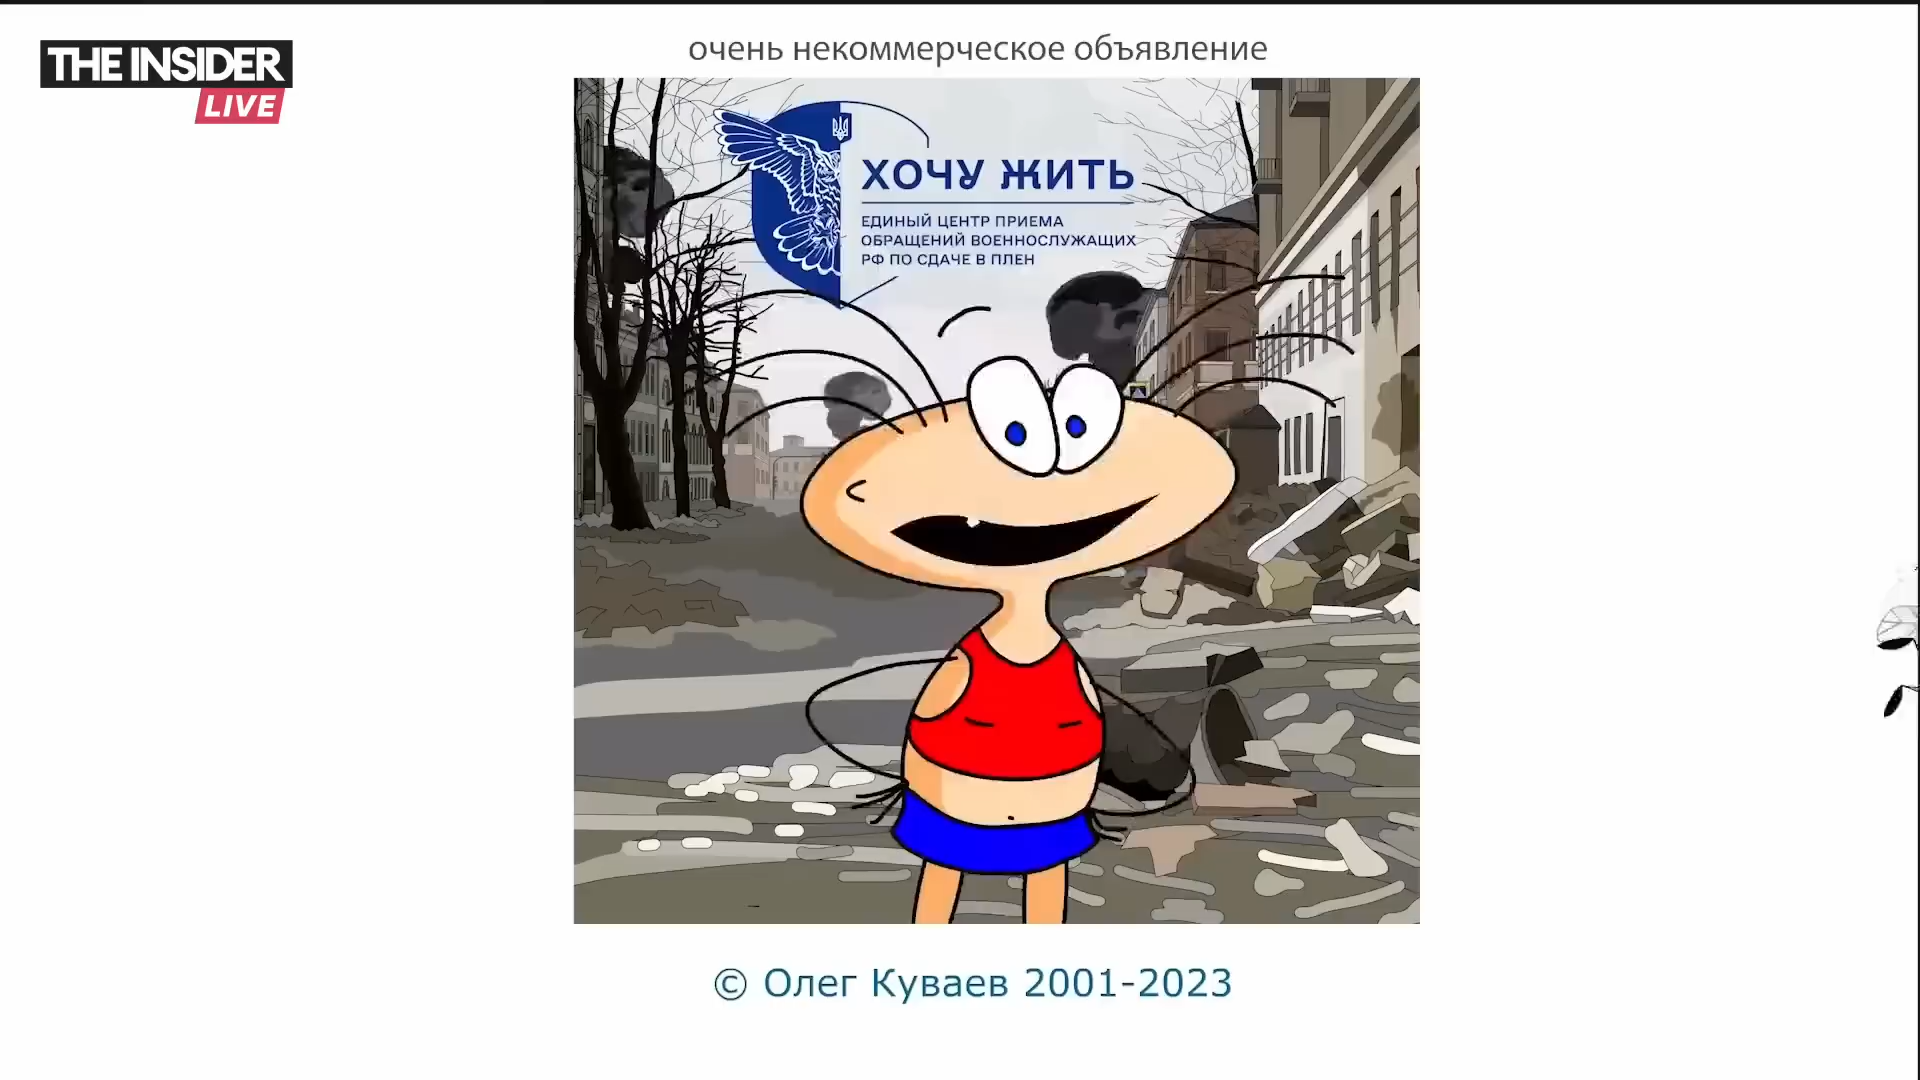 THE INSIDER
LIVE
очень некоммерческое объявление
ХОЧУ ЖИТЬ
ЕДИНЫЙ ЦЕНТР ПРИЕМА
ОБРАЩЕНИЙ ВОЕННОСЛУЖАЩИХ
РФ ПО СДАЧЕ В ПЛЕН
© Олег Куваев 2001-2023